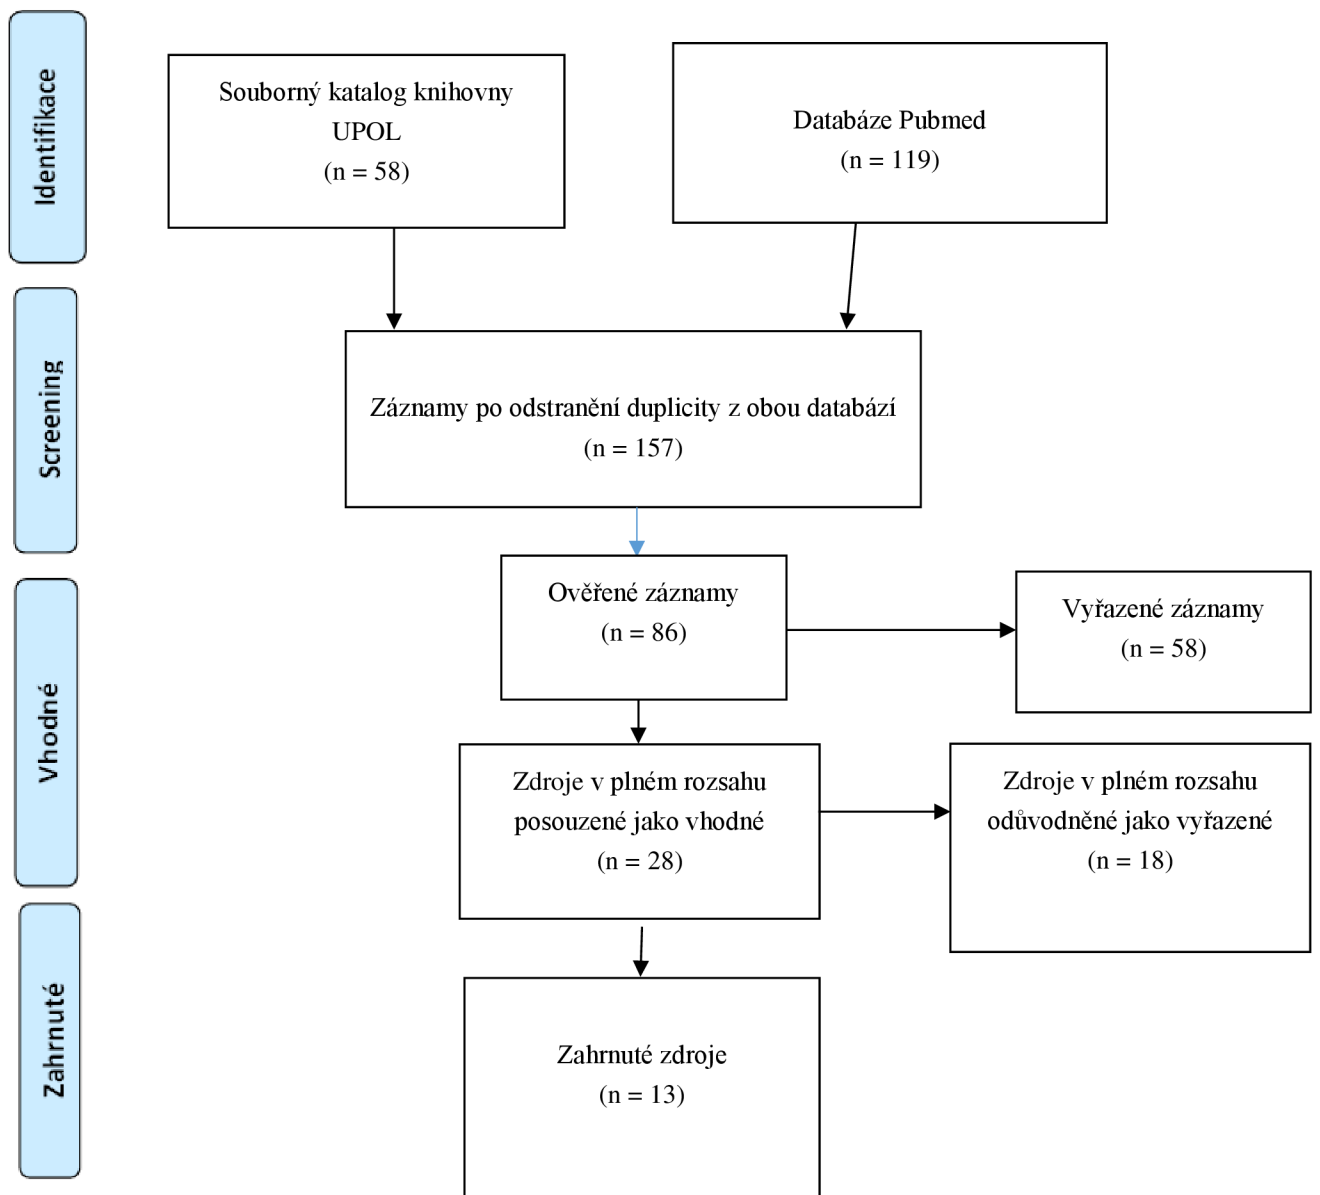 Identifikace
Souborný katalog knihovny
UPOL
(n = 58)
Databáze Pubmed
(n = 119)
Screening
Záznamy po odstranění duplicity z obou databází
(n = 157)
Vhodné
Ověřené záznamy
(n = 86)
Vyřazené záznamy
(n = 58)
Zdroje v plném rozsahu
posouzené jako vhodné
(n = 28)
Zdroje v plném rozsahu
odůvodněné jako vyřazené
(n = 18)
Zahrnuté
Zahrnuté zdroje
(n = 13)